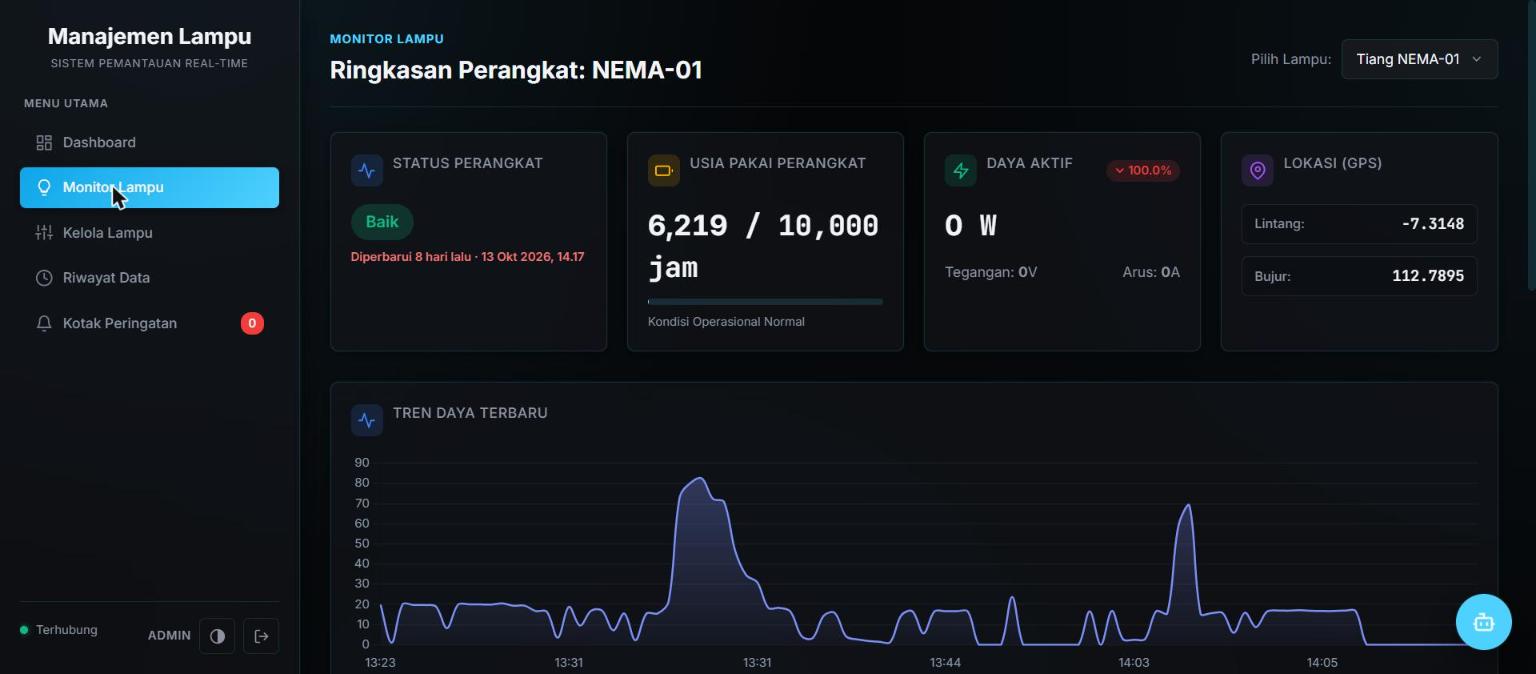 Manajemen Lampu
SISTEM PEMANTAUAN REAL-TIME
MENU UTAMA
Dashboard
Monitor Lampu
Kelola Lampu
Riwayat Data
Kotak Peringatan 0
Terhubung
ADMIN
MONITOR LAMPU
Ringkasan Perangkat: NEMA-01
Pilih Lampu: Tiang NEMA-01
STATUS PERANGKAT
Baik
Diperbarui 8 hari lalu · 13 Okt 2026, 14.17
USIA PAKAI PERANGKAT
6,219 / 10,000
jam
Kondisi Operasional Normal
DAYA AKTIF
100.0%
0 W
Tegangan: 0V Arus: 0A
LOKASI (GPS)
Lintang: -7.3148
Bujur: 112.7895
TREN DAYA TERBARU
90
80
70
60
50
40
30
20
10
0
13:23 13:31 13:31 13:44 14:03 14:05